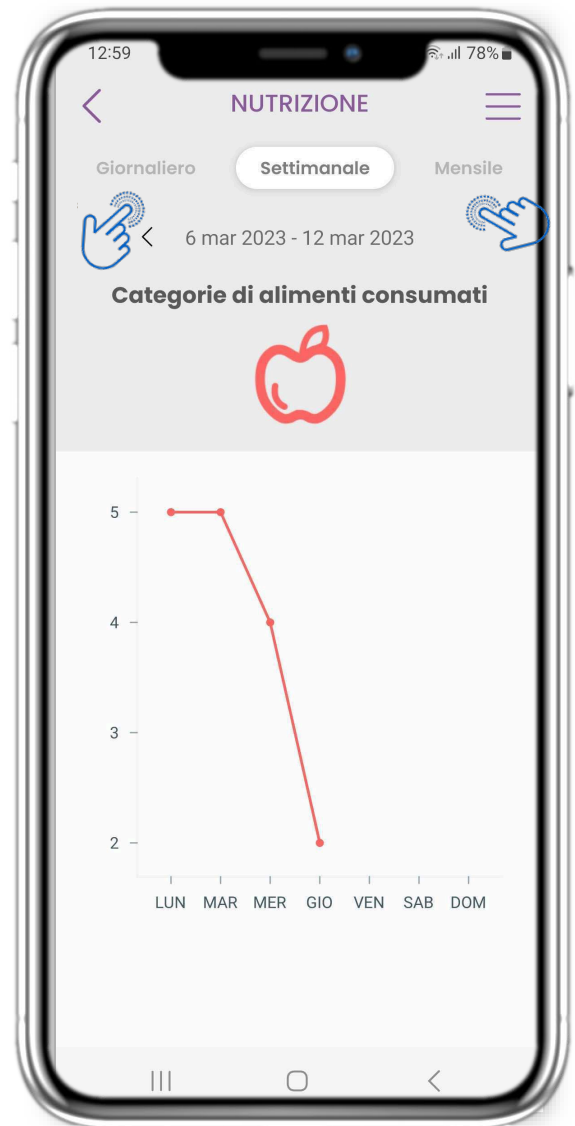 12:59 78%
NUTRIZIONE
Giornaliero Settimanale Mensile
6 mar 2023 - 12 mar 2023
Categorie di alimenti consumati
5
4
3
2
LUN MAR MER GIO VEN SAB DOM